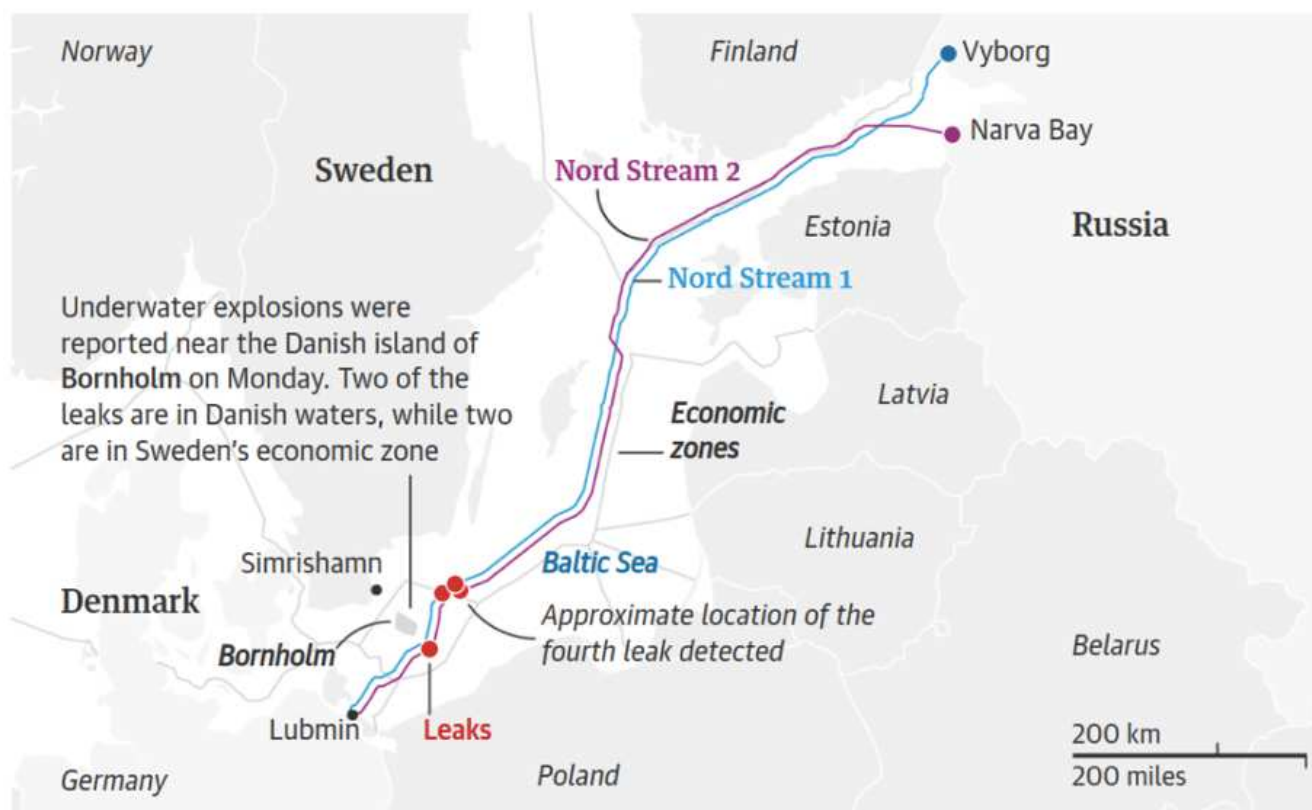 Norway
Finland
Vyborg
Narva Bay
Sweden
Nord Stream 2
Estonia
Russia
Nord Stream 1
Underwater explosions were
reported near the Danish island of
Bornholm on Monday. Two of the
leaks are in Danish waters, while two
are in Sweden's economic zone
Latvia
Economic
zones
Lithuania
Simrishamn
Baltic Sea
Denmark
Approximate location of the
fourth leak detected
Bornholm
Belarus
Lubmin
Leaks
200 km
200 miles
Germany
Poland